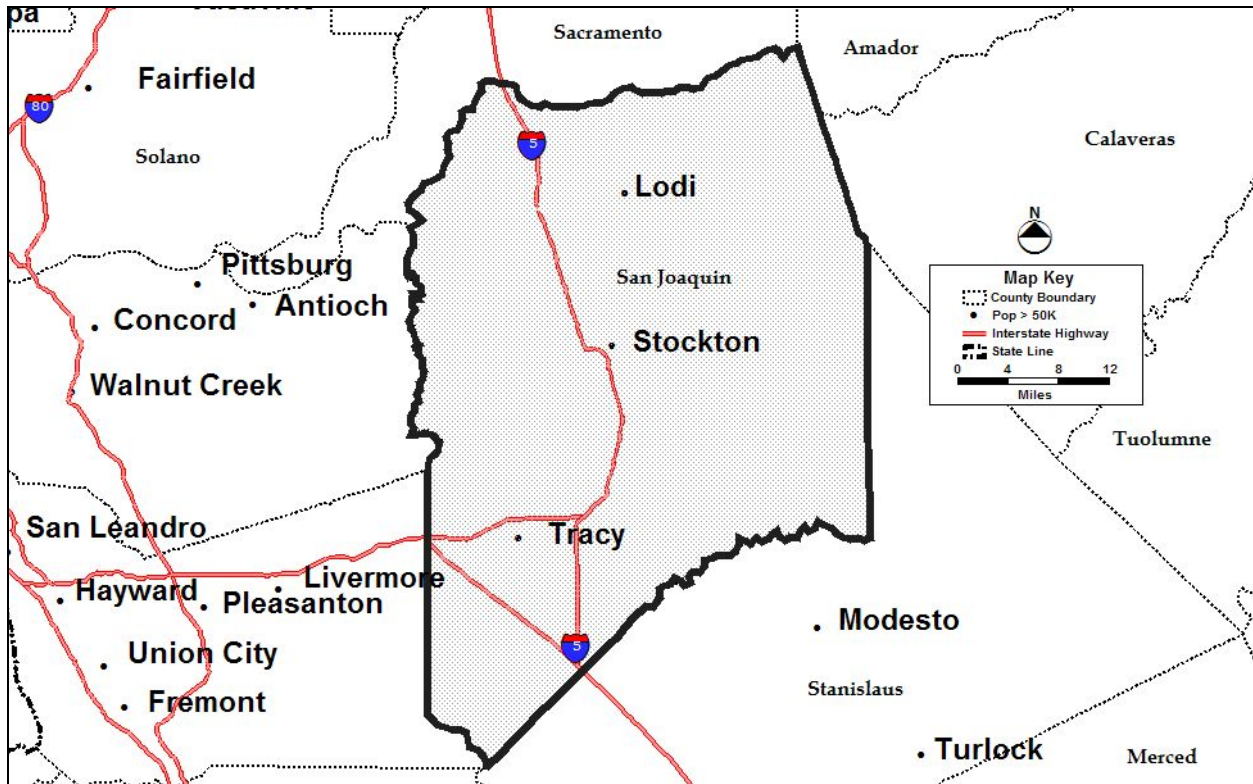 pa
Sacramento
Amador
Fairfield
80
5
Solano
Calaveras
Lodi
N
Pittsburg
San Joaquin
Antioch
Concord
Stockton
Map Key
County Boundary
Pop > 50K
Interstate Highway
State Line
0 4 8 12
Miles
Walnut Creek
Tuolumne
San Leandro
Tracy
Livermore
Hayward
Pleasanton
Modesto
5
Union City
Stanislaus
Fremont
Turlock
Merced